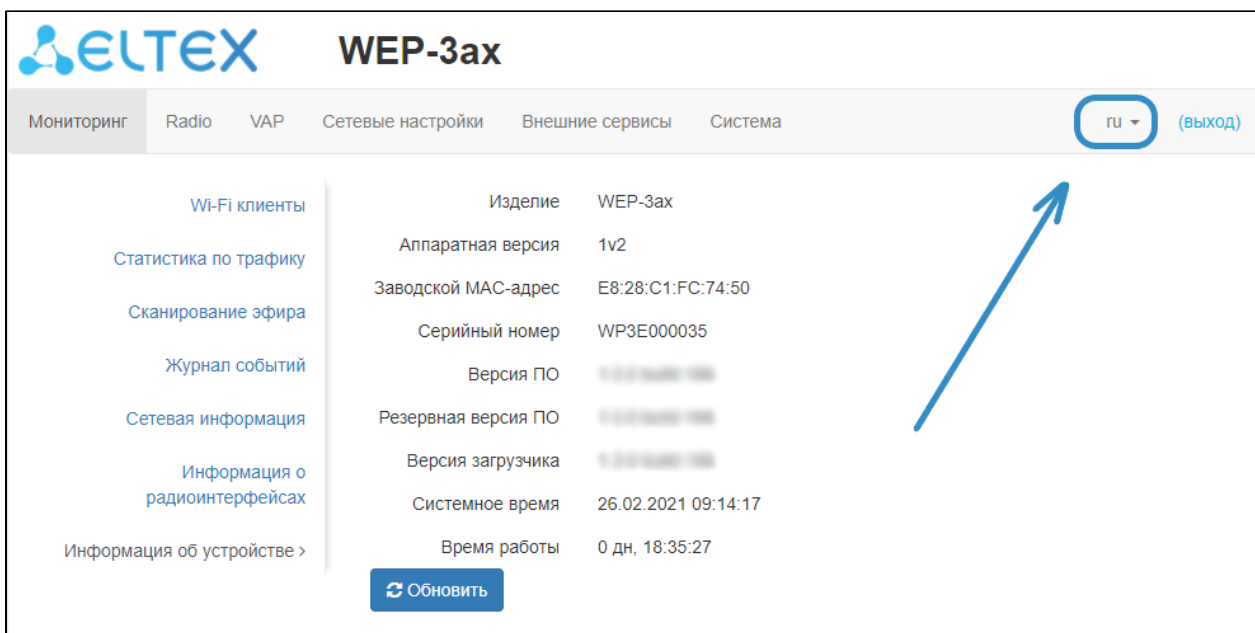 ELTEX WEP-3ax
Мониторинг Radio VAP Сетевые настройки Внешние сервисы Система ru (выход)
Wi-Fi клиенты
Статистика по трафику
Сканирование эфира
Журнал событий
Сетевая информация
Информация о
радиоинтерфейсах
Информация об устройстве >
Изделие WEP-3ax
Аппаратная версия 1v2
Заводской MAC-адрес E8:28:C1:FC:74:50
Серийный номер WP3E000035
Версия ПО
Резервная версия ПО
Версия загрузчика
Системное время 26.02.2021 09:14:17
Время работы 0 дн, 18:35:27
Обновить